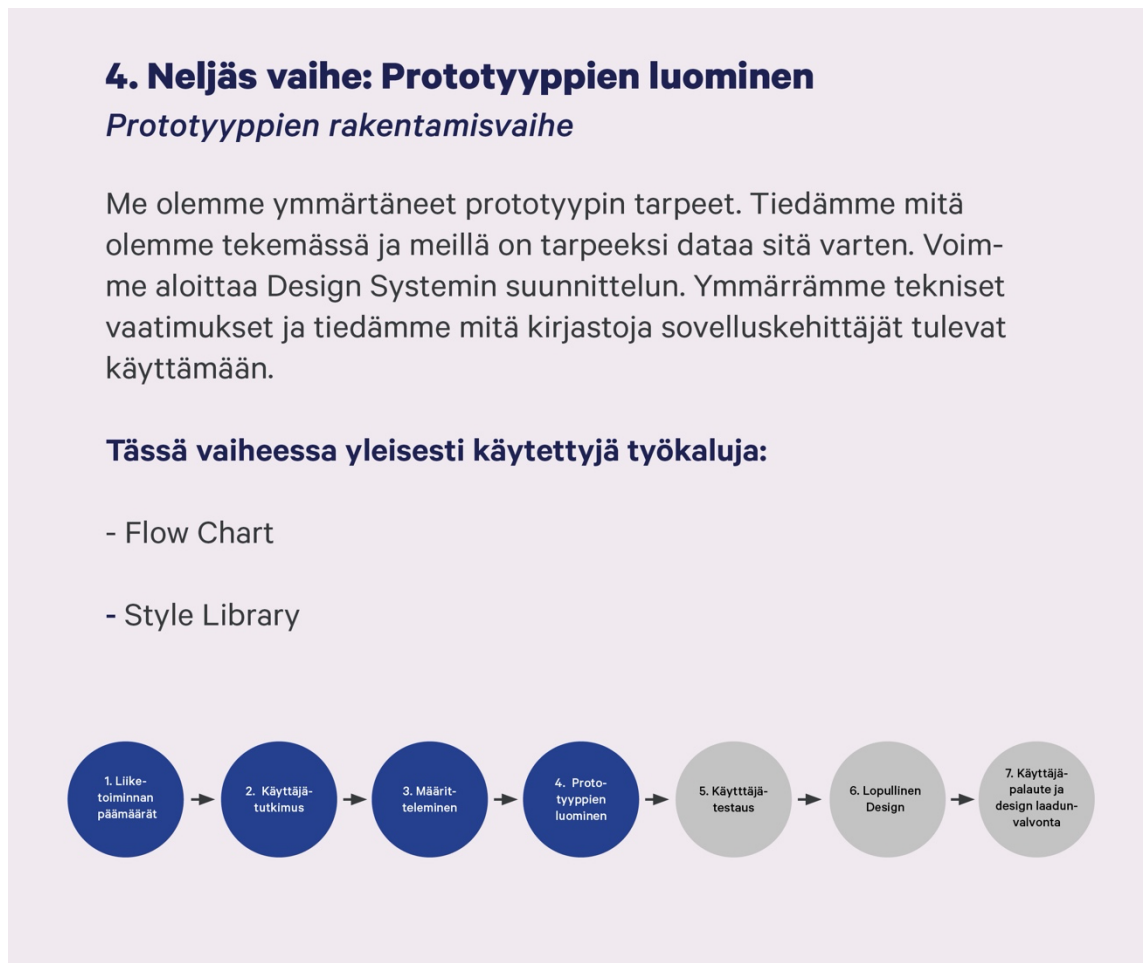 4. Neljäs vaihe: Prototyyppien luominen
Prototyyppien rakentamisvaihe
Me olemme ymmärtäneet prototyypin tarpeet. Tiedämme mitä
olemme tekemässä ja meillä on tarpeeksi dataa sitä varten. Voim-
me aloittaa Design Systemin suunnittelun. Ymmärrämme tekniset
vaatimukset ja tiedämme mitä kirjastoja sovelluskehittäjät tulevat
käyttämään.
Tässä vaiheessa yleisesti käytettyjä työkaluja:
- Flow Chart
- Style Library
1. Liike-
toiminnan
päämäärät
2. Käyttäjä-
tutkimus
3. Määrit-
teleminen
4. Proto-
tyyppien
luominen
5. Käytttäjä-
testaus
6. Lopullinen
Design
7. Käyttäjä-
palaute ja
design laadun-
valvonta